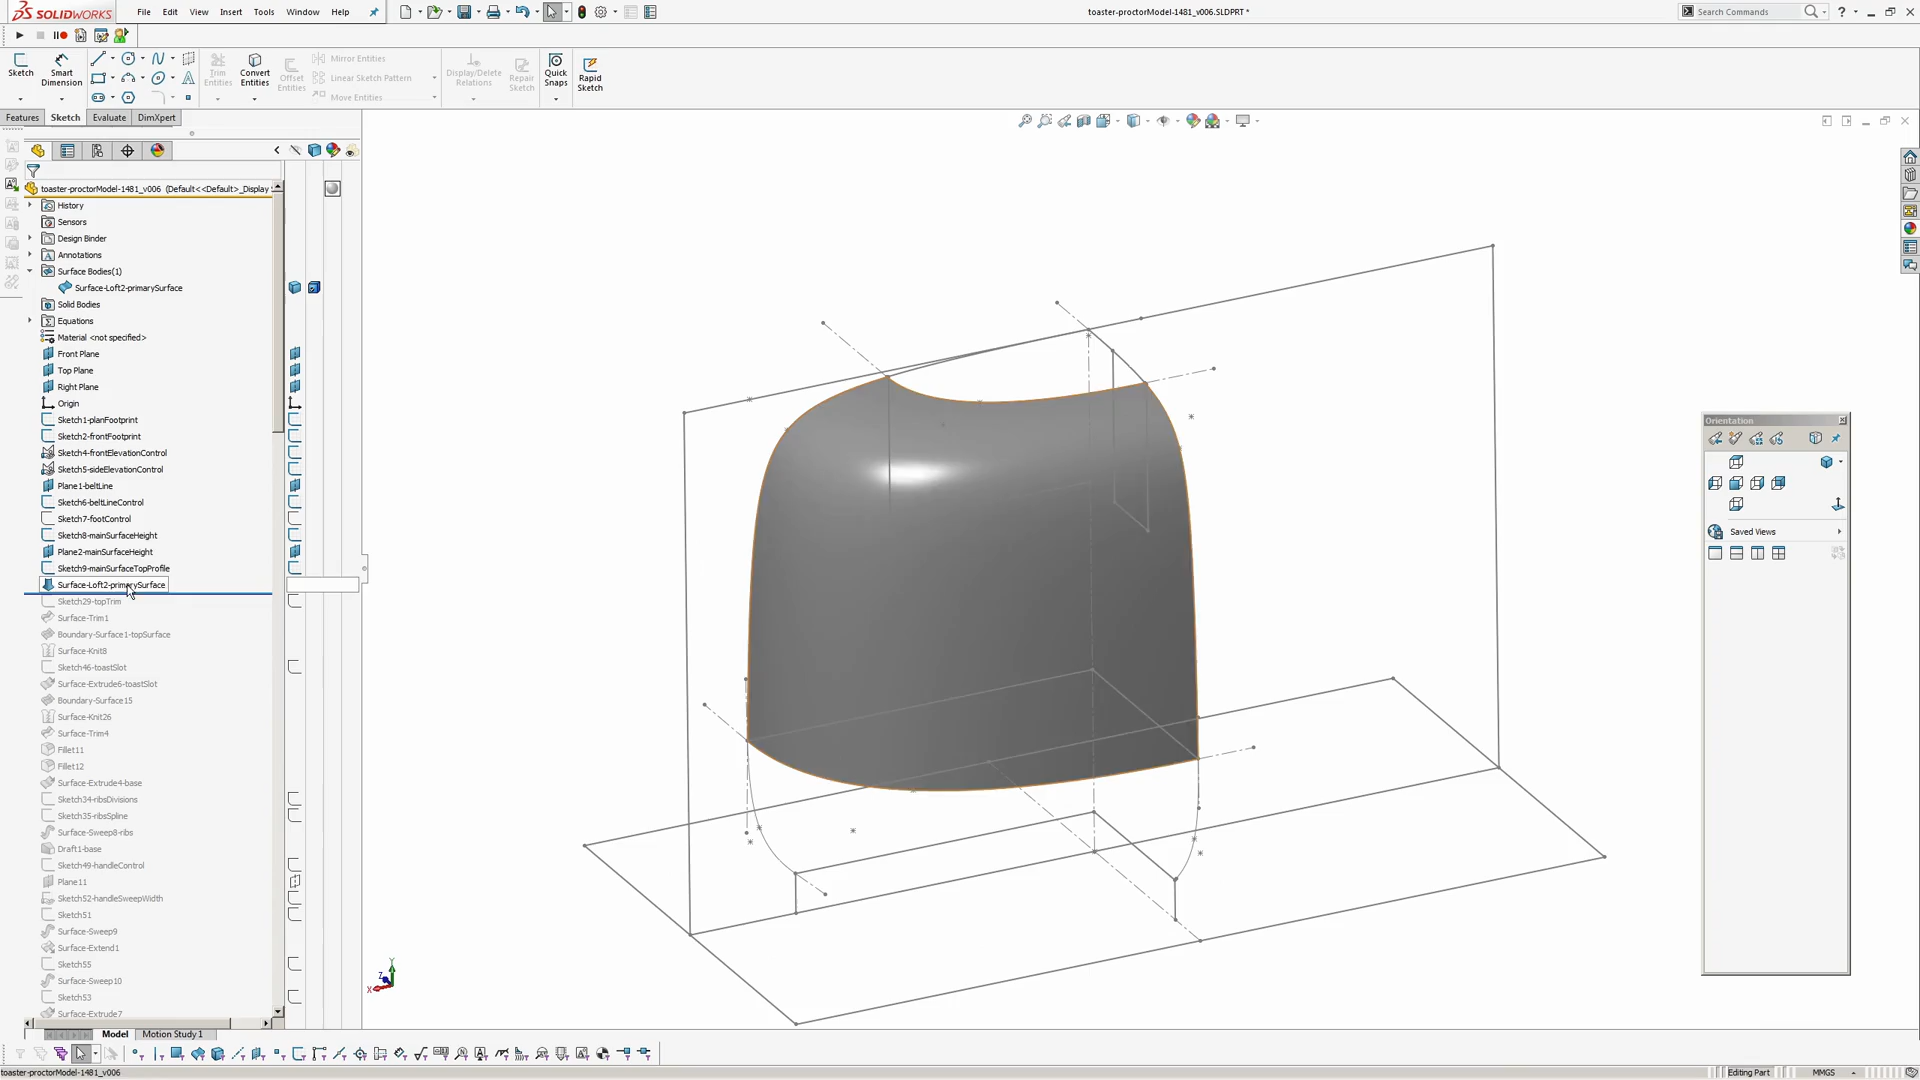 SOLIDWORKS File Edit View Insert Tools Window Help toaster-proctorModel-1481_v006.SLDPRT * Search Commands
Sketch Smart Dimension Trim Entities Convert Entities Offset Entities Mirror Entities Linear Sketch Pattern Move Entities Display/Delete Relations Repair Sketch Quick Snaps Rapid Sketch
Features Sketch Evaluate DimXpert
toaster-proctorModel-1481_v006 (Default<<Default>_Display
History
Sensors
Design Binder
Annotations
Surface Bodies(1)
Surface-Loft2-primarySurface
Solid Bodies
Equations
Material <not specified>
Front Plane
Top Plane
Right Plane
Origin
Sketch1-planFootprint
Sketch2-frontFootprint
Sketch4-frontElevationControl
Sketch5-sideElevationControl
Plane1-beltLine
Sketch6-beltLineControl
Sketch7-footControl
Sketch8-mainSurfaceHeight
Plane2-mainSurfaceHeight
Sketch9-mainSurfaceTopProfile
Surface-Loft2-primarySurface
Sketch29-topTrim
Surface-Trim1
Boundary-Surface1-topSurface
Surface-Knit8
Sketch46-toastSlot
Surface-Extrude6-toastSlot
Boundary-Surface15
Surface-Knit26
Surface-Trim4
Fillet11
Fillet12
Surface-Extrude4-base
Sketch34-ribsDivisions
Sketch35-ribsSpline
Surface-Sweep8-ribs
Draft1-base
Sketch49-handleControl
Plane11
Sketch52-handleSweepWidth
Sketch51
Surface-Sweep9
Surface-Extend1
Sketch55
Surface-Sweep10
Sketch53
Surface-Extrude7
Orientation
Saved Views
Y
Z
X
Model Motion Study 1
toaster-proctorModel-1481_v006 Editing Part MMGS